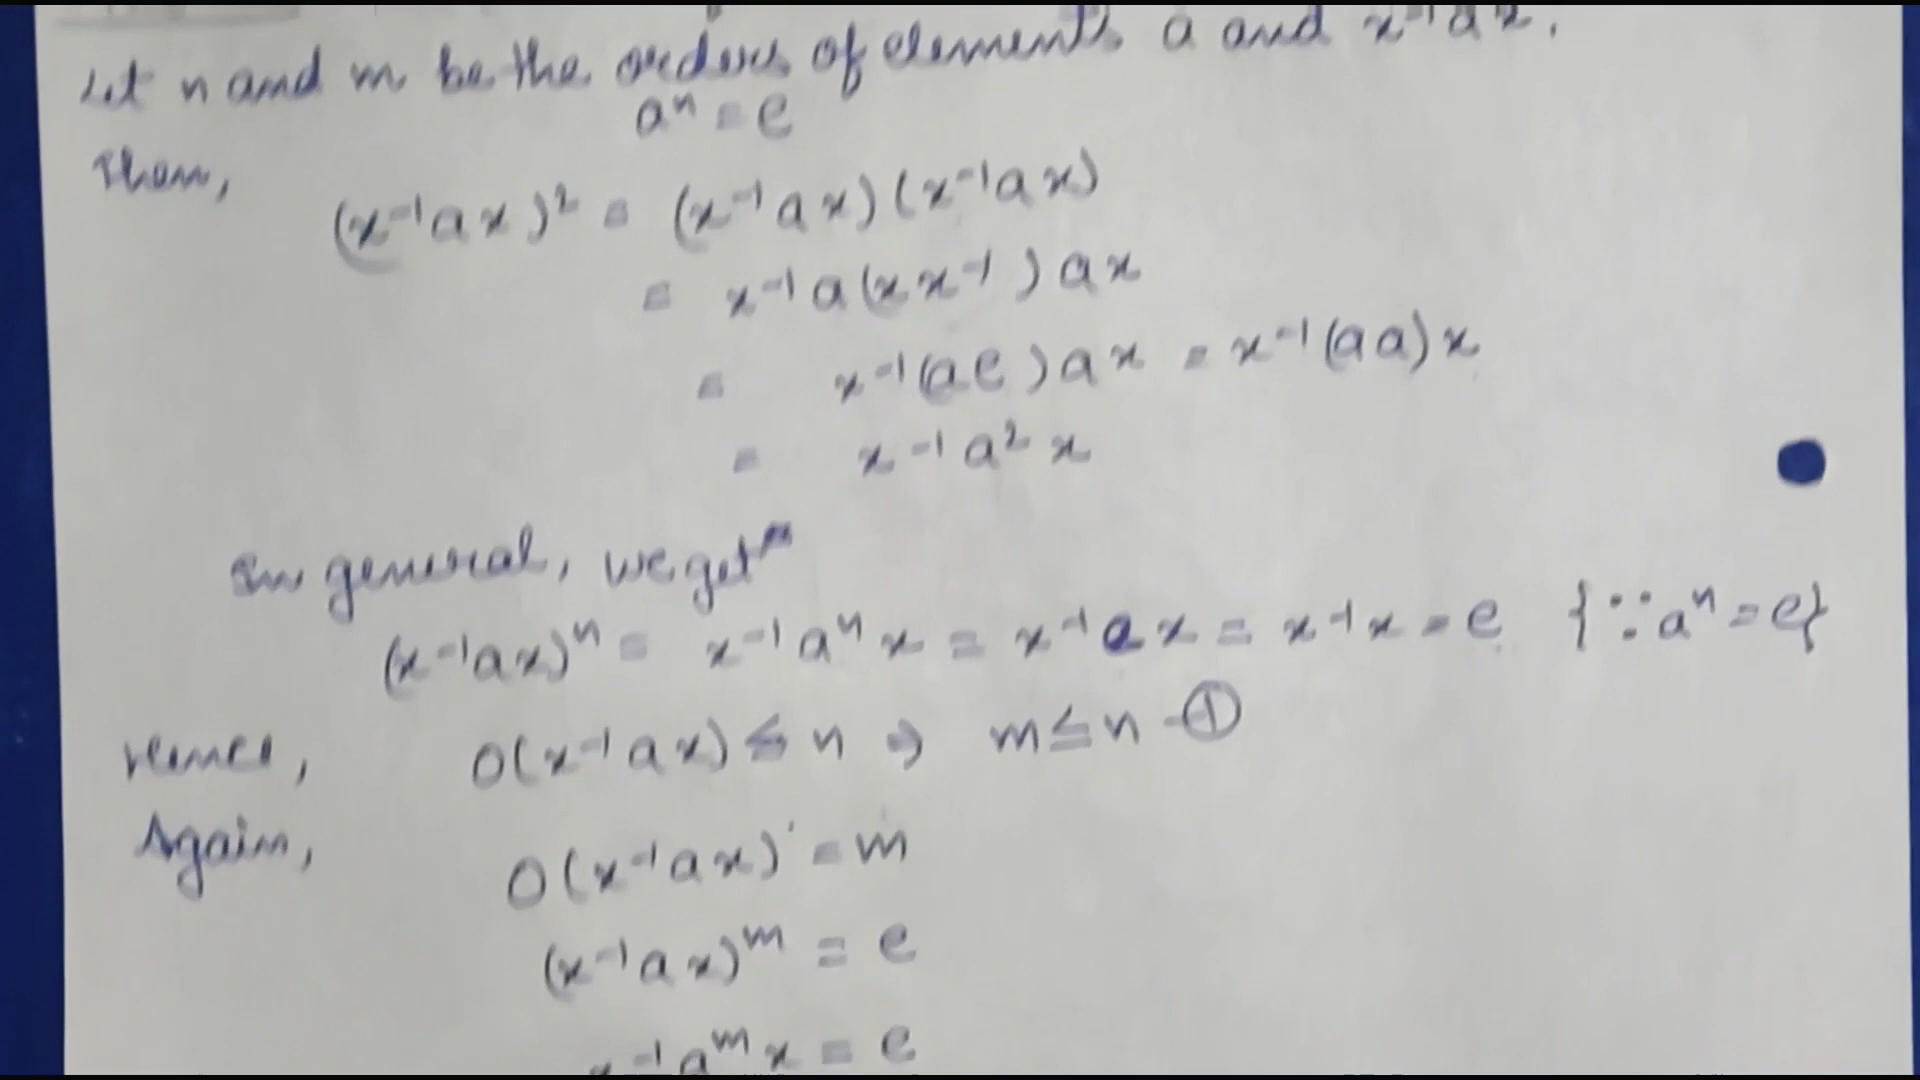 Let n and m be the orders of elements a and x⁻¹ax.
aⁿ = e
Then,
(x⁻¹ax)² = (x⁻¹ax)(x⁻¹ax)
= x⁻¹a(xx⁻¹)ax
= x⁻¹(ae)ax = x⁻¹(aa)x
= x⁻¹a²x
In general, we get
(x⁻¹ax)ⁿ = x⁻¹aⁿx = x⁻¹ex = x⁻¹x = e {∵aⁿ = e}
Hence, O(x⁻¹ax) ≤ n ⇒ m ≤ n -①
Again,
O(x⁻¹ax) = m
(x⁻¹ax)ᵐ = e
x⁻¹aᵐx = e